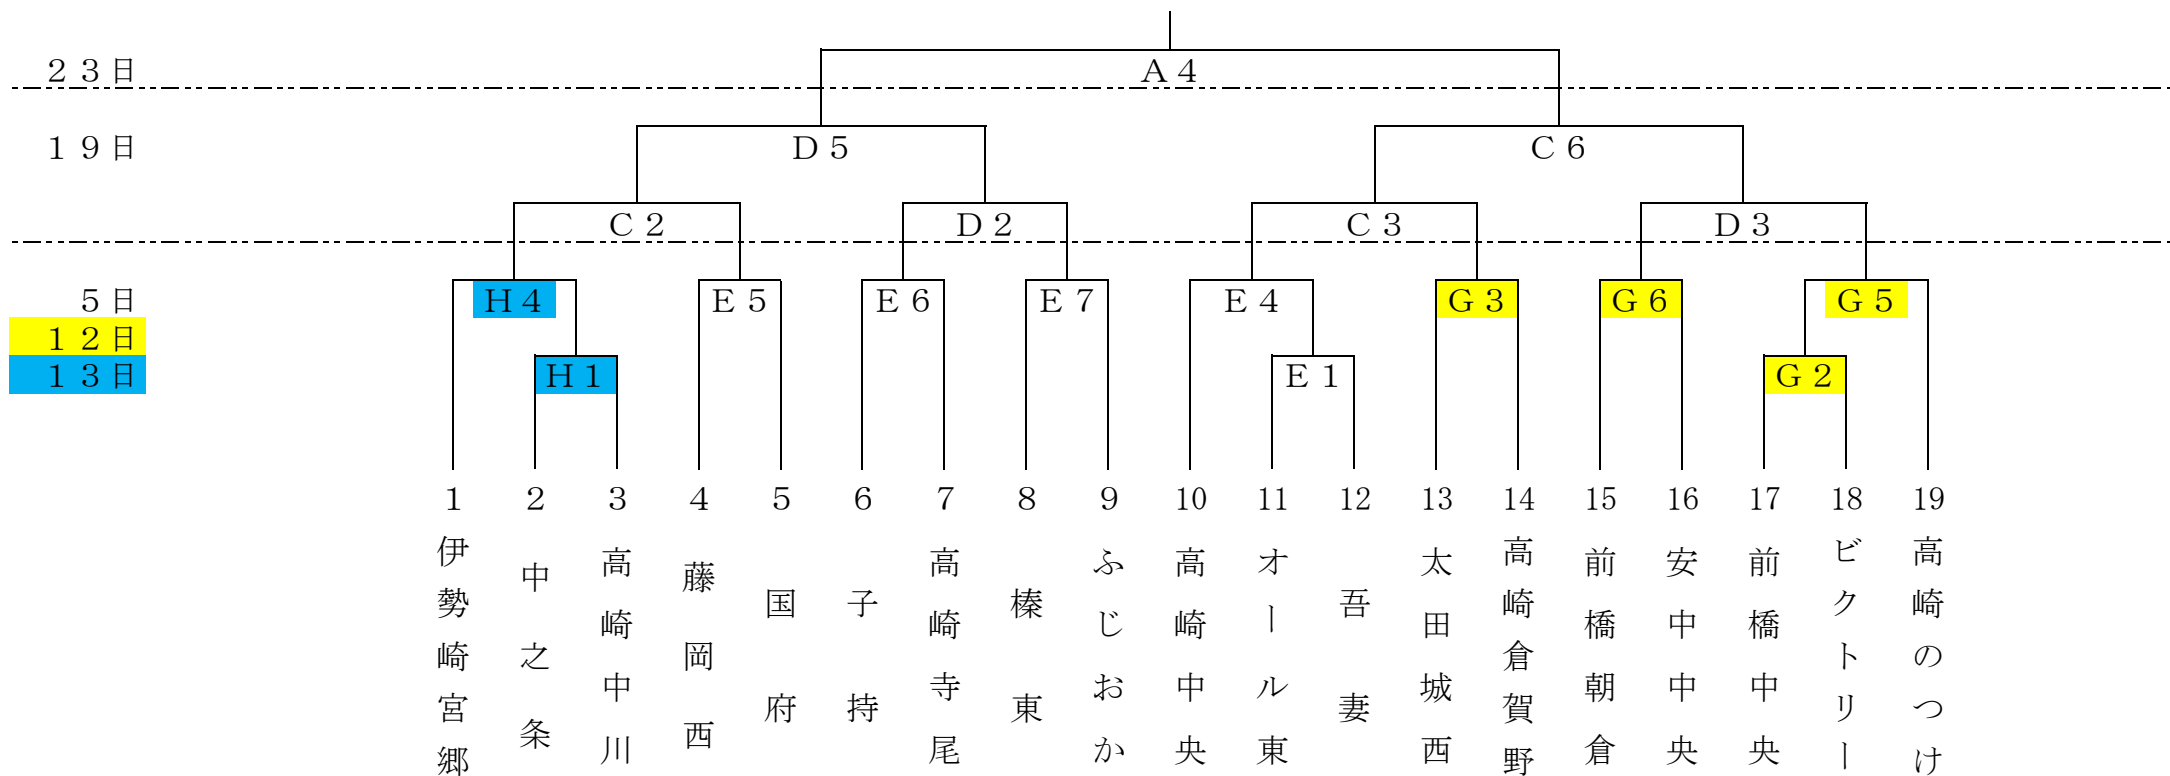 ２３日
Ａ４
１９日
Ｄ５
Ｃ６
Ｃ２
Ｄ２
Ｃ３
Ｄ３
５日
Ｈ４
Ｅ５
Ｅ６
Ｅ７
Ｅ４
Ｇ３
Ｇ６
Ｇ５
１２日
１３日
Ｈ１
Ｅ１
Ｇ２
1
2
3
4
5
6
7
8
9
10
11
12
13
14
15
16
17
18
19
伊勢崎宮郷
中之条
高崎中川
藤岡西
国府
子持
高崎寺尾
榛東
ふじおか
高崎中央
オール東
吾妻
太田城西
高崎倉賀野
前橋朝倉
安中中央
前橋中央
ビクトリー
高崎のつけ